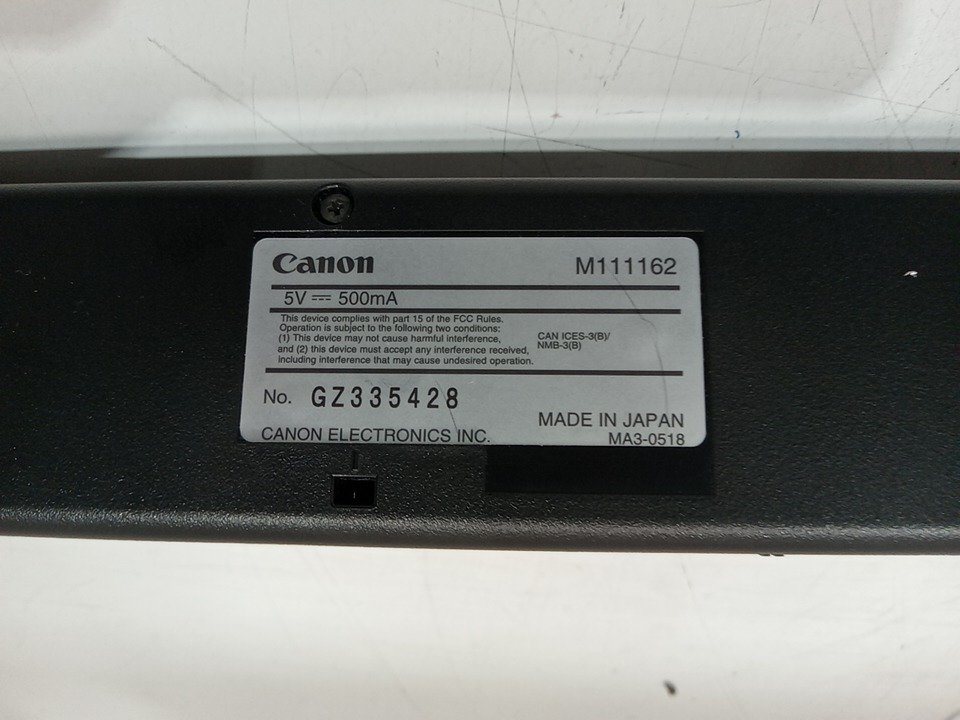 Canon M111162
5V ⎓ 500mA
This device complies with part 15 of the FCC Rules.
Operation is subject to the following two conditions:
(1) This device may not cause harmful interference,
and (2) this device must accept any interference received,
including interference that may cause undesired operation.
CAN ICES-3(B)/
NMB-3(B)
No. GZ335428
MADE IN JAPAN
CANON ELECTRONICS INC. MA3-0518